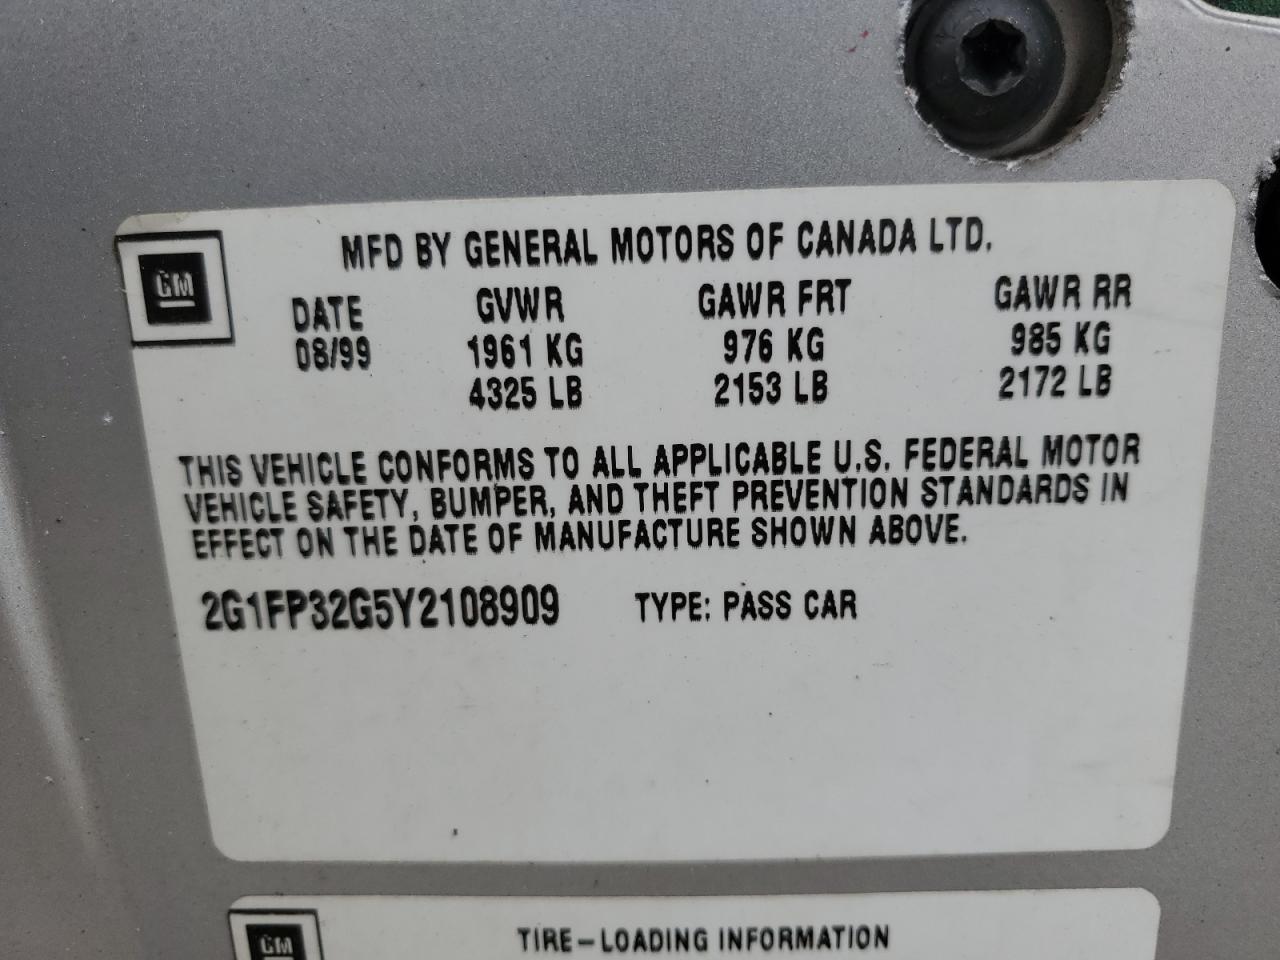 MFD BY GENERAL MOTORS OF CANADA LTD.
GM
DATE GVWR GAWR FRT GAWR RR
08/99 1961 KG 976 KG 985 KG
4325 LB 2153 LB 2172 LB
THIS VEHICLE CONFORMS TO ALL APPLICABLE U.S. FEDERAL MOTOR
VEHICLE SAFETY, BUMPER, AND THEFT PREVENTION STANDARDS IN
EFFECT ON THE DATE OF MANUFACTURE SHOWN ABOVE.
2G1FP32G5Y2108909 TYPE: PASS CAR
GM TIRE-LOADING INFORMATION